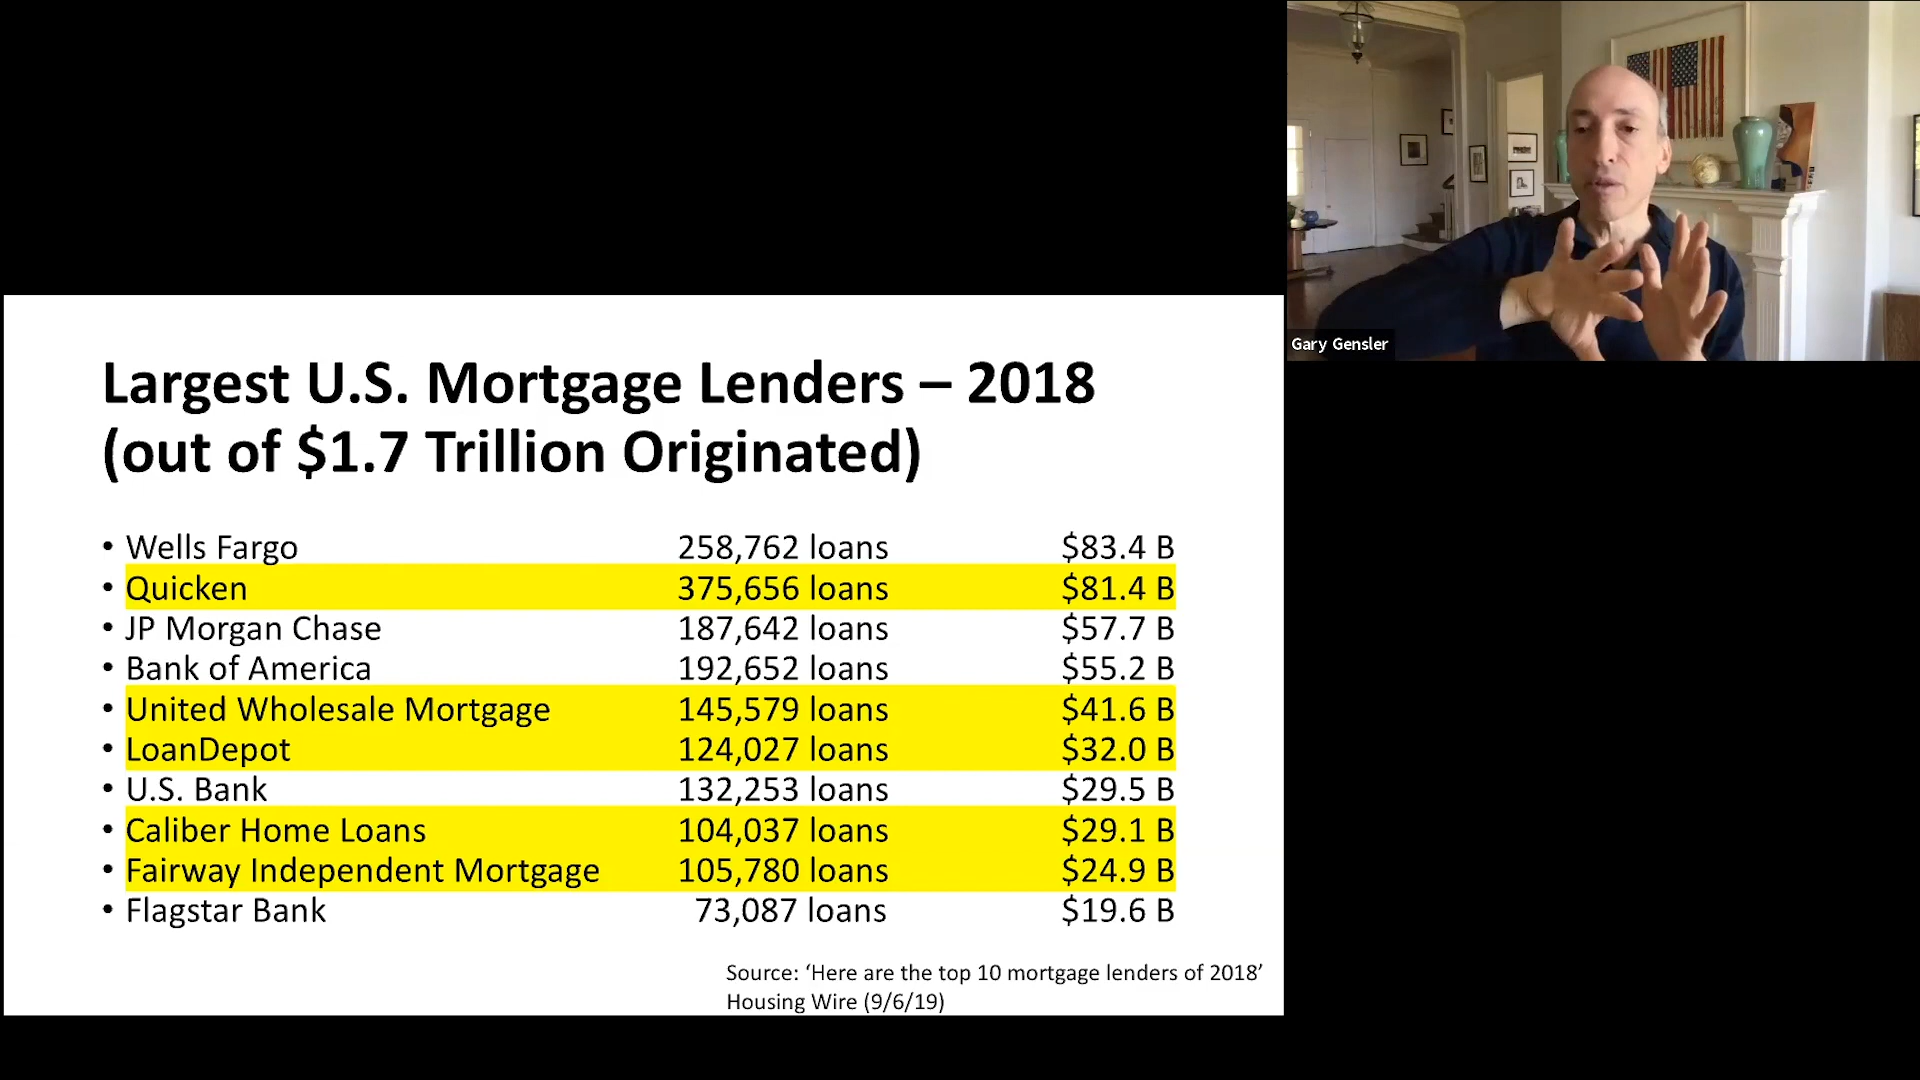 Gary Gensler
Largest U.S. Mortgage Lenders – 2018
(out of $1.7 Trillion Originated)
• Wells Fargo 258,762 loans $83.4 B
• Quicken 375,656 loans $81.4 B
• JP Morgan Chase 187,642 loans $57.7 B
• Bank of America 192,652 loans $55.2 B
• United Wholesale Mortgage 145,579 loans $41.6 B
• LoanDepot 124,027 loans $32.0 B
• U.S. Bank 132,253 loans $29.5 B
• Caliber Home Loans 104,037 loans $29.1 B
• Fairway Independent Mortgage 105,780 loans $24.9 B
• Flagstar Bank 73,087 loans $19.6 B
Source: ‘Here are the top 10 mortgage lenders of 2018’
Housing Wire (9/6/19)